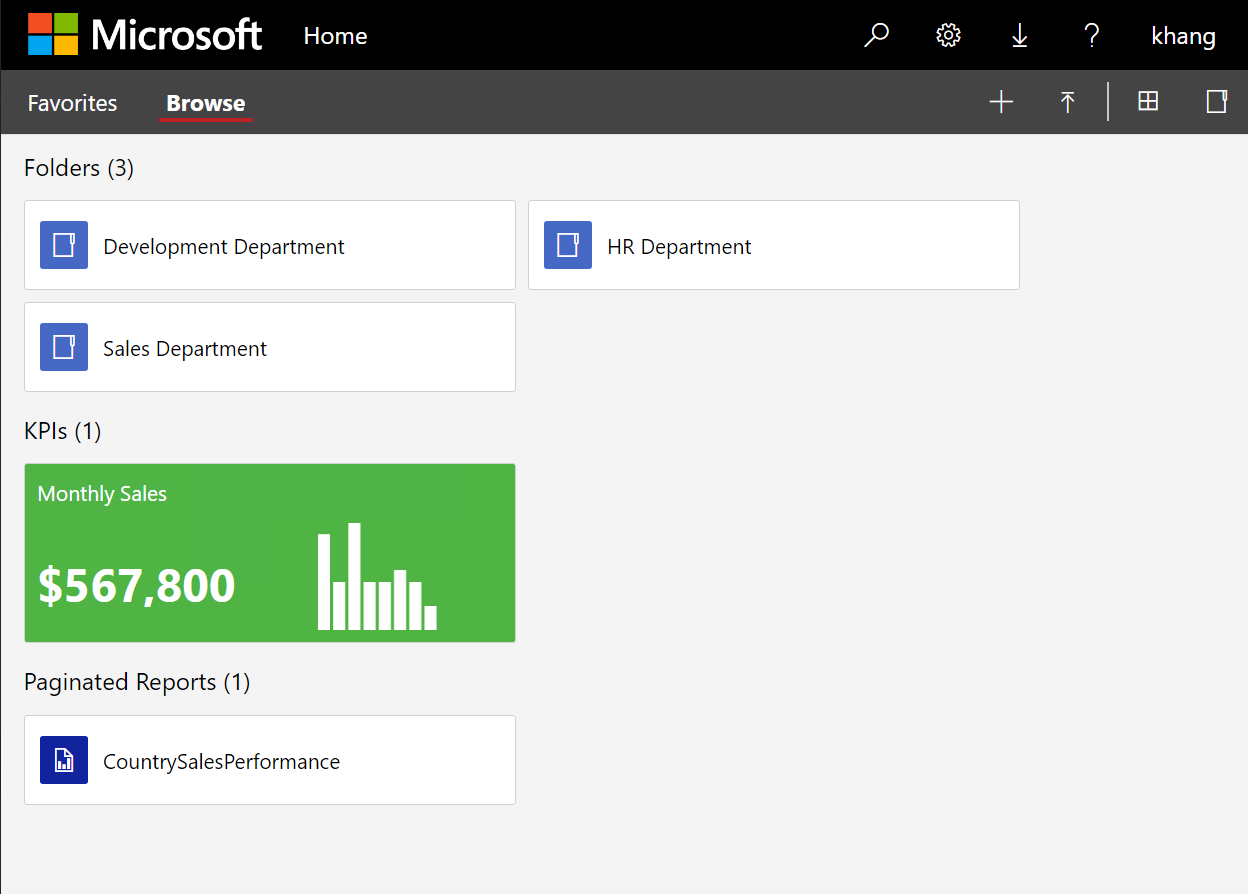 Microsoft Home khang
Favorites Browse
Folders (3)
Development Department HR Department
Sales Department
KPIs (1)
Monthly Sales
$567,800
Paginated Reports (1)
CountrySalesPerformance